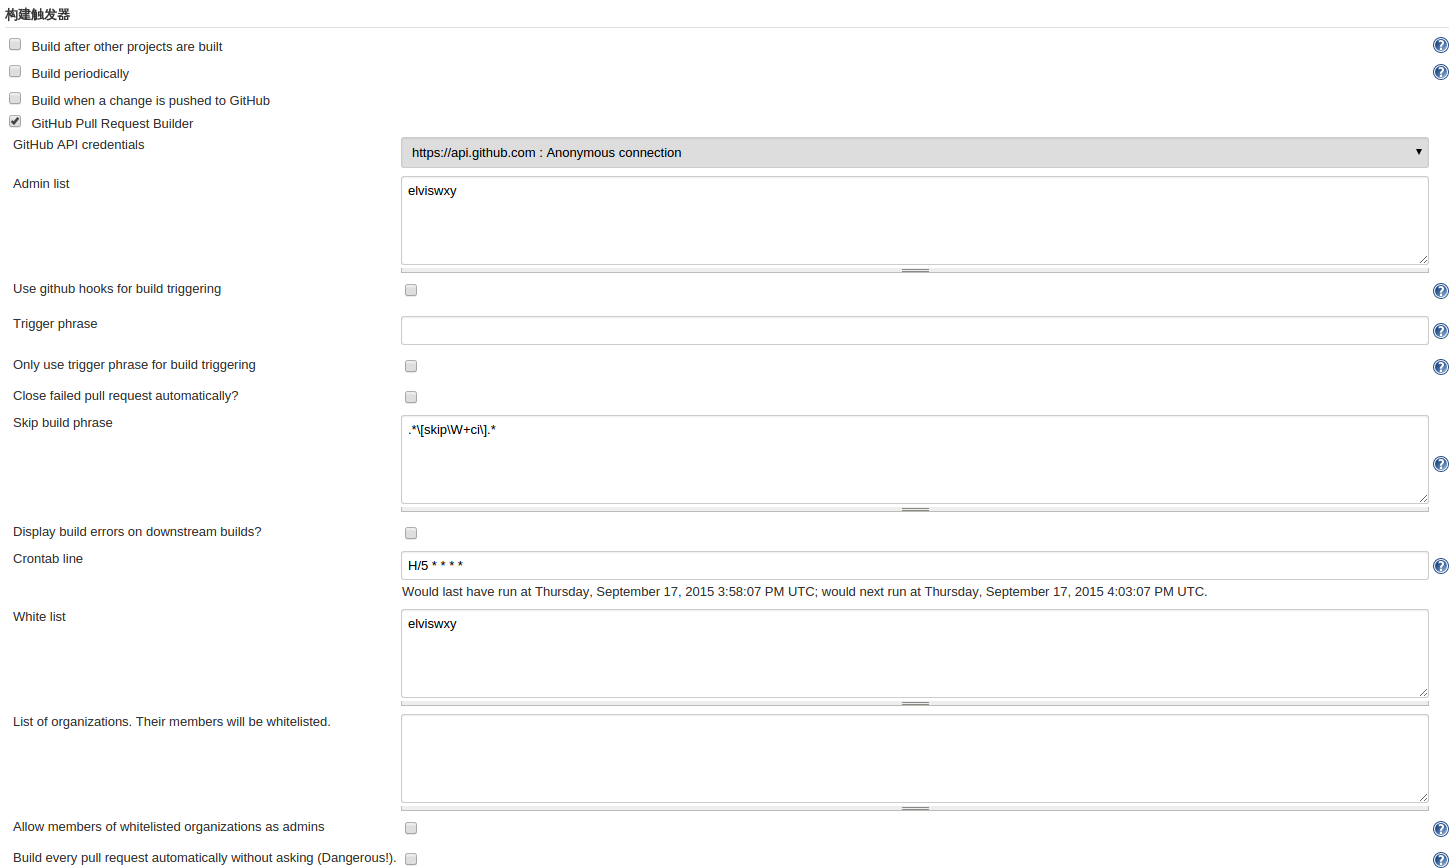 构建触发器
Build after other projects are built
Build periodically
Build when a change is pushed to GitHub
GitHub Pull Request Builder
GitHub API credentials
https://api.github.com : Anonymous connection
Admin list
elviswxy
Use github hooks for build triggering
Trigger phrase
Only use trigger phrase for build triggering
Close failed pull request automatically?
Skip build phrase
.*\[skip\W+ci\].*
Display build errors on downstream builds?
Crontab line
H/5 * * * *
Would last have run at Thursday, September 17, 2015 3:58:07 PM UTC; would next run at Thursday, September 17, 2015 4:03:07 PM UTC.
White list
elviswxy
List of organizations. Their members will be whitelisted.
Allow members of whitelisted organizations as admins
Build every pull request automatically without asking (Dangerous!).